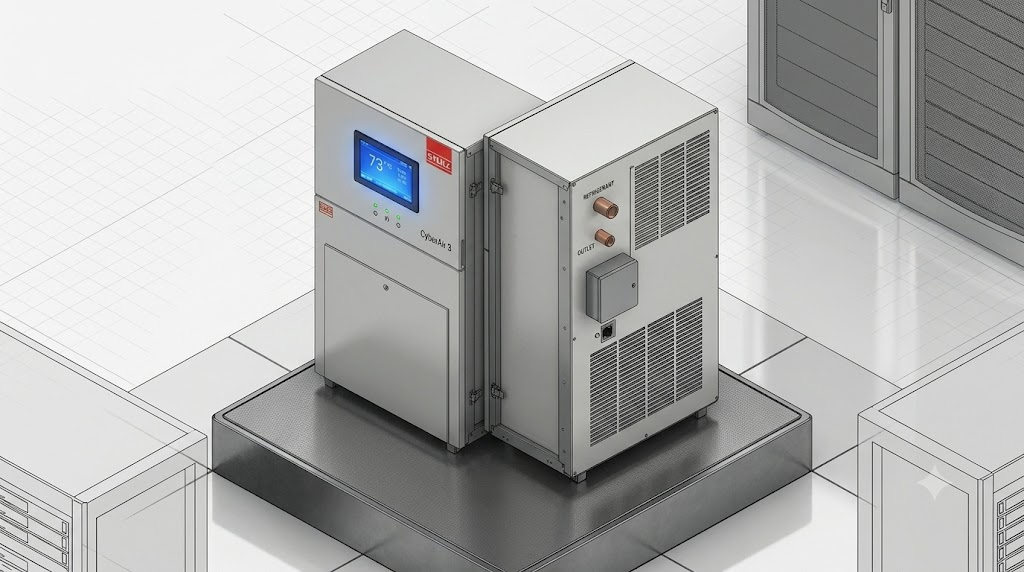 73°
STULZ
CyberAir 3
REFRIGERANT
OUTLET